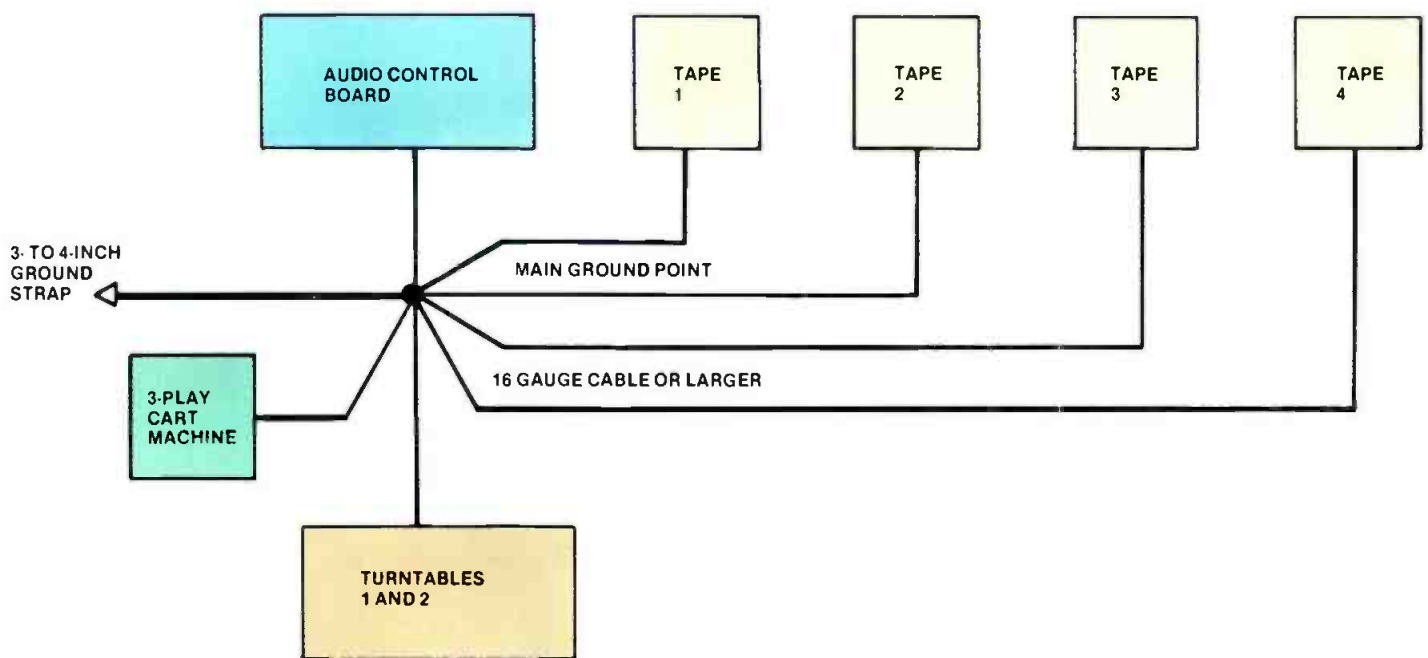 AUDIO CONTROL
BOARD
TAPE
1
TAPE
2
TAPE
3
TAPE
4
3- TO 4-INCH
GROUND
STRAP
MAIN GROUND POINT
16 GAUGE CABLE OR LARGER
3-PLAY
CART
MACHINE
TURNTABLES
1 AND 2